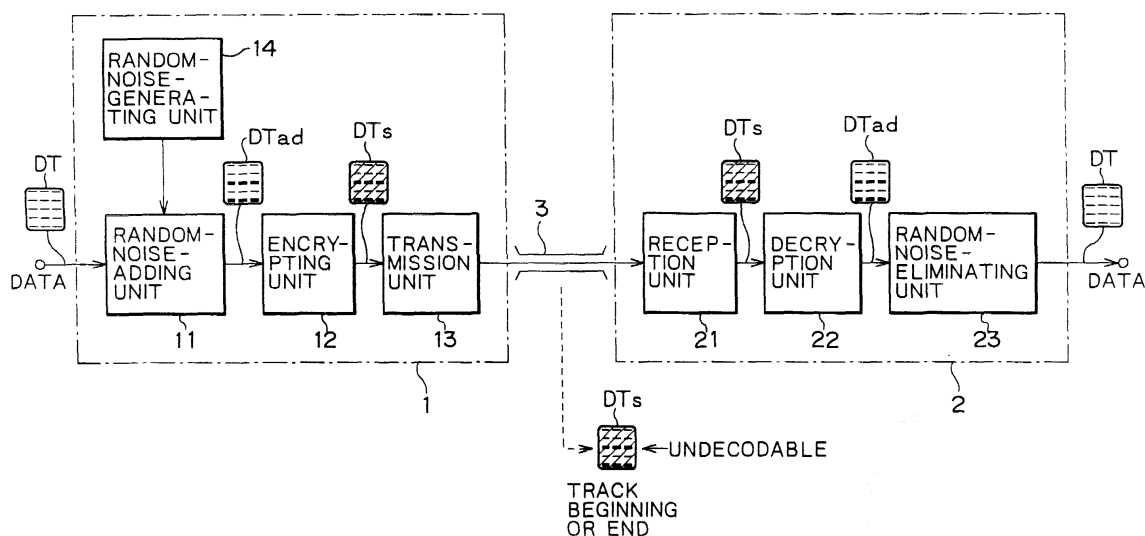 RANDOM-
NOISE-
GENERA-
TING UNIT
14
DT
DTad
DTs
DATA
RANDOM-
NOISE-
ADDING
UNIT
11
ENCRY-
PTING
UNIT
12
TRANS-
MISSION
UNIT
13
1
3
DTs
DTad
DT
RECEP-
TION
UNIT
21
DECRY-
PTION
UNIT
22
RANDOM-
NOISE-
ELIMINATING
UNIT
23
DATA
2
DTs
UNDECODABLE
TRACK
BEGINNING
OR END